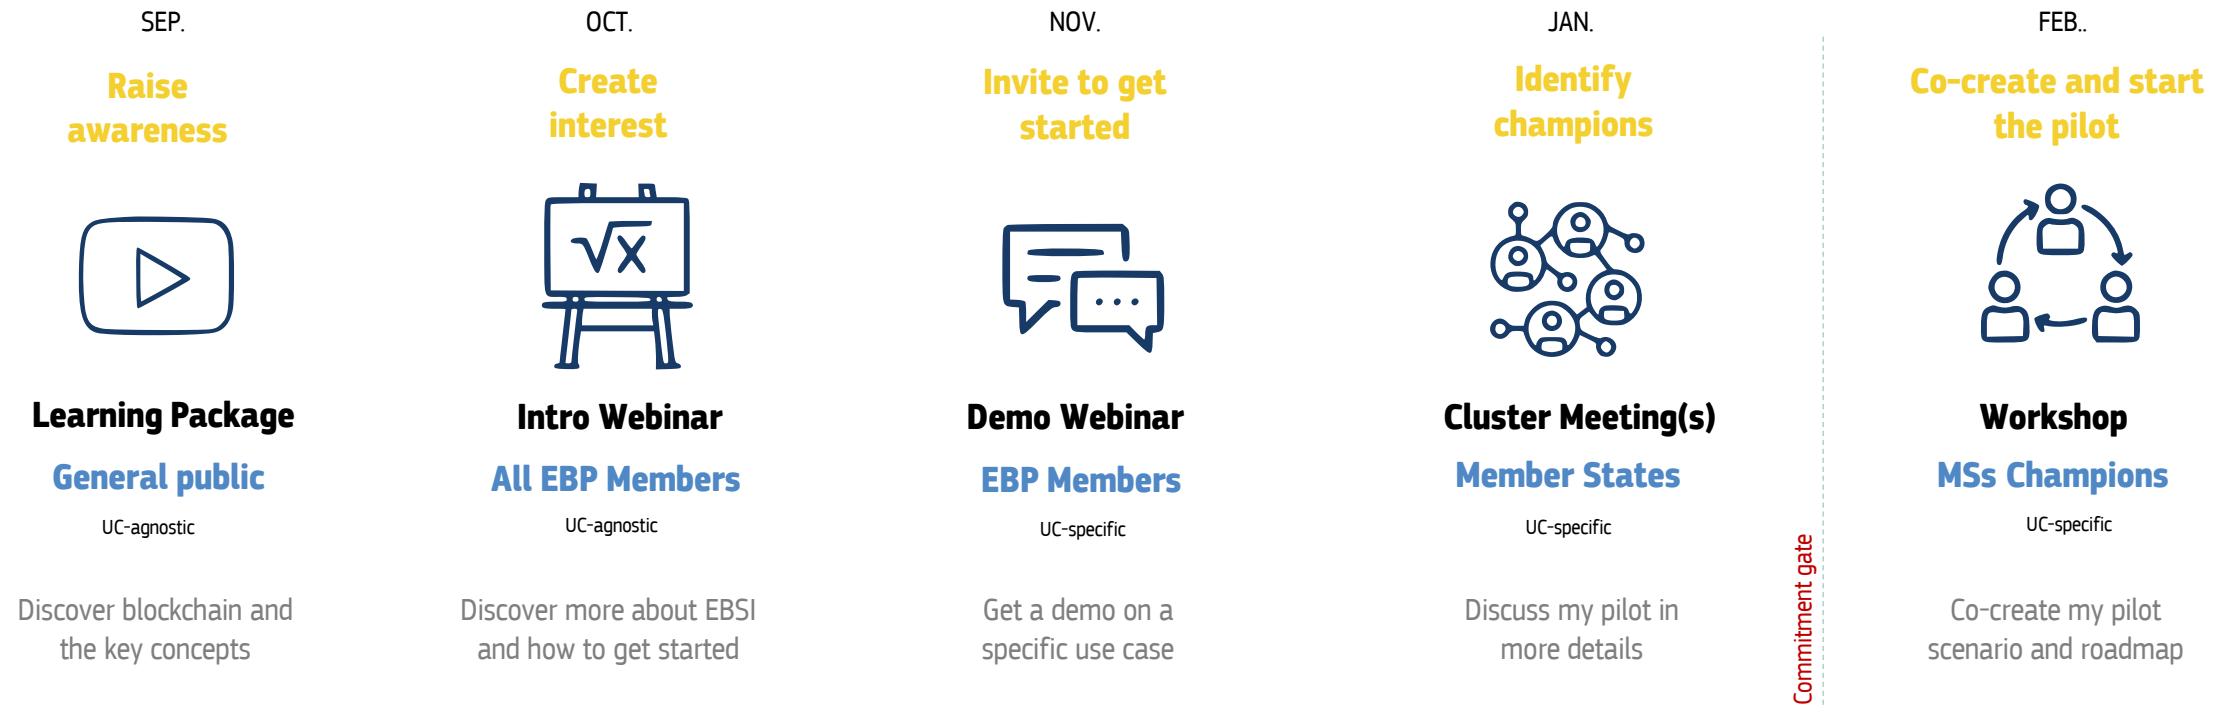 SEP.
Raise
awareness
Learning Package
General public
UC-agnostic
Discover blockchain and
the key concepts
OCT.
Create
interest
√x
Intro Webinar
All EBP Members
UC-agnostic
Discover more about EBSI
and how to get started
NOV.
Invite to get
started
Demo Webinar
EBP Members
UC-specific
Get a demo on a
specific use case
JAN.
Identify
champions
Cluster Meeting(s)
Member States
UC-specific
Discuss my pilot in
more details
Commitment gate
FEB..
Co-create and start
the pilot
Workshop
MSs Champions
UC-specific
Co-create my pilot
scenario and roadmap